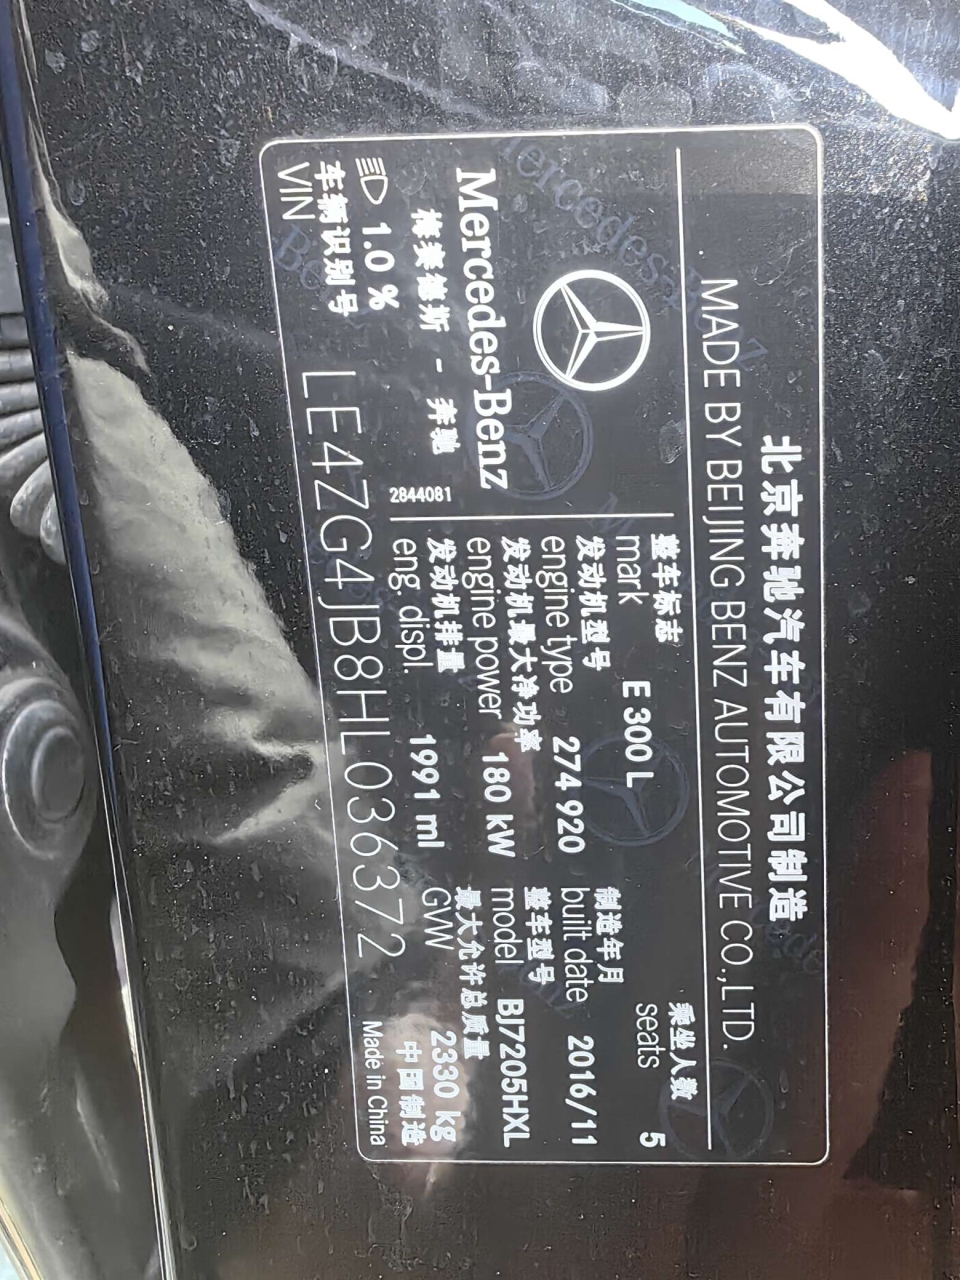 北京奔驰汽车有限公司制造
MADE BY BEIJING BENZ AUTOMOTIVE CO.,LTD.
乘坐人数
seats 5
整车标志
mark E 300 L
制造年月
built date 2016/11
发动机型号
engine type 274 920
整车型号
model BJ7205HXL
发动机最大净功率
engine power 180 kW
最大允许总质量
GVW 2330 kg
发动机排量
eng. displ. 1991 ml
Mercedes-Benz
梅赛德斯 - 奔驰
2844081
1.0 %
中国制造
Made in China
车辆识别号
VIN LE4ZG4JB8HL036372